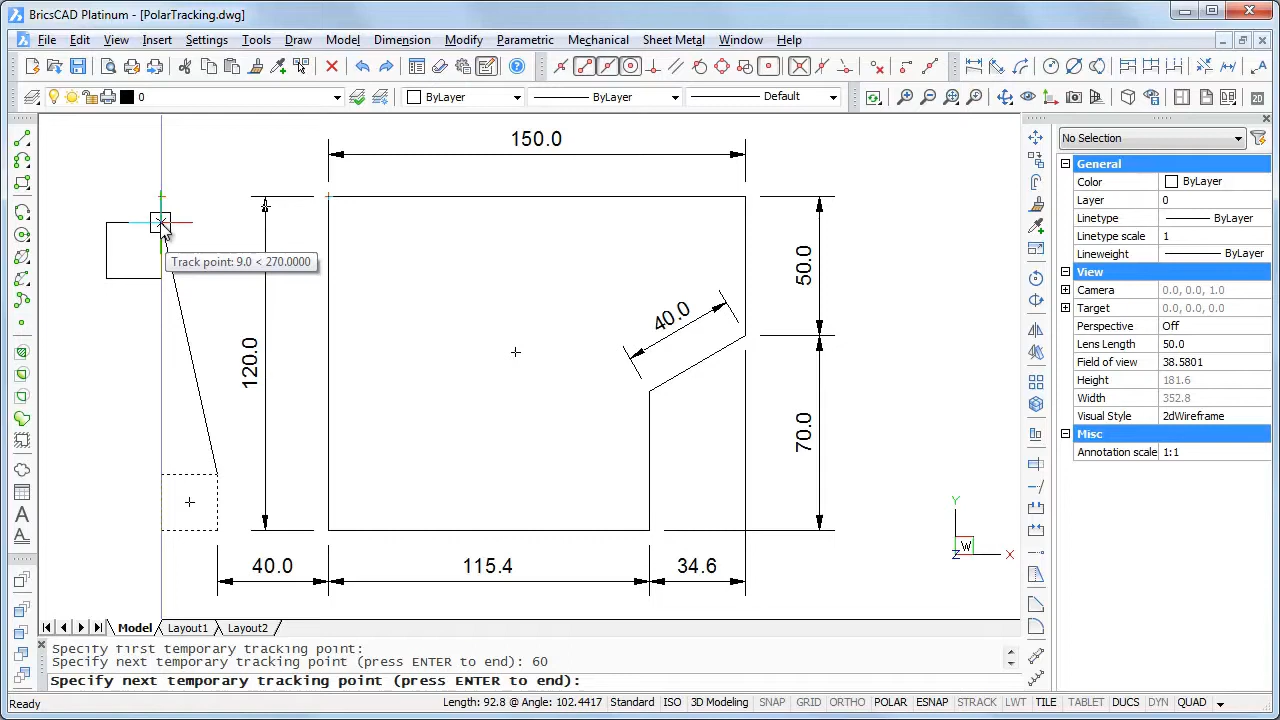 BricsCAD Platinum - [PolarTracking.dwg]
File Edit View Insert Settings Tools Draw Model Dimension Modify Parametric Mechanical Sheet Metal Window Help
0 ByLayer ByLayer Default
2D
150.0
No Selection
General
Color ByLayer
Layer 0
Linetype ByLayer
Linetype scale 1
Lineweight ByLayer
View
Camera 0.0, 0.0, 1.0
Target 0.0, 0.0, 0.0
Perspective Off
Lens Length 50.0
Field of view 38.5801
Height 181.6
Width 352.8
Visual Style 2dWireframe
Misc
Annotation scale 1:1
Track point: 9.0 < 270.0000
50.0
40.0
120.0
70.0
Y
W
Z X
40.0 115.4 34.6
A
A
Model Layout1 Layout2
Specify first temporary tracking point:
Specify next temporary tracking point (press ENTER to end): 60
Specify next temporary tracking point (press ENTER to end):
Ready Length: 92.8 @ Angle: 102.4417 Standard ISO 3D Modeling SNAP GRID ORTHO POLAR ESNAP STRACK LWT TILE TABLET DUCS DYN QUAD